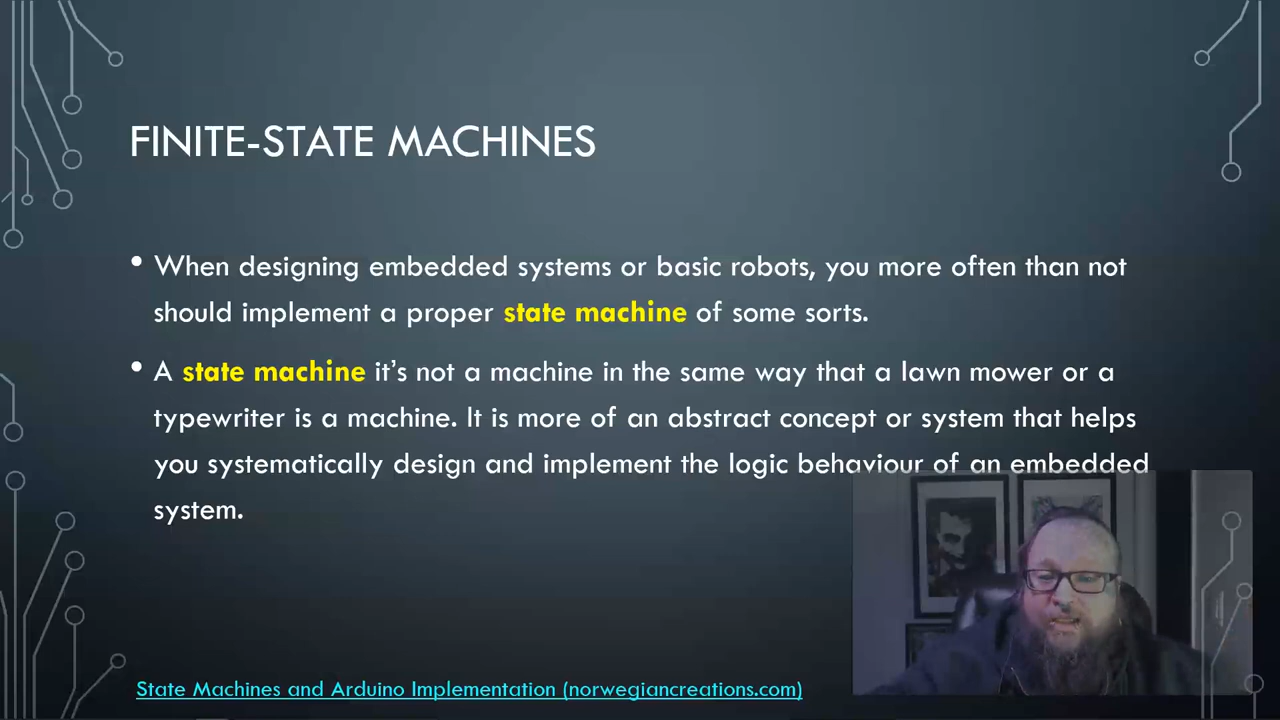 FINITE-STATE MACHINES
• When designing embedded systems or basic robots, you more often than not
should implement a proper state machine of some sorts.
• A state machine it's not a machine in the same way that a lawn mower or a
typewriter is a machine. It is more of an abstract concept or system that helps
you systematically design and implement the logic behaviour of an embedded
system.
State Machines and Arduino Implementation (norwegiancreations.com)